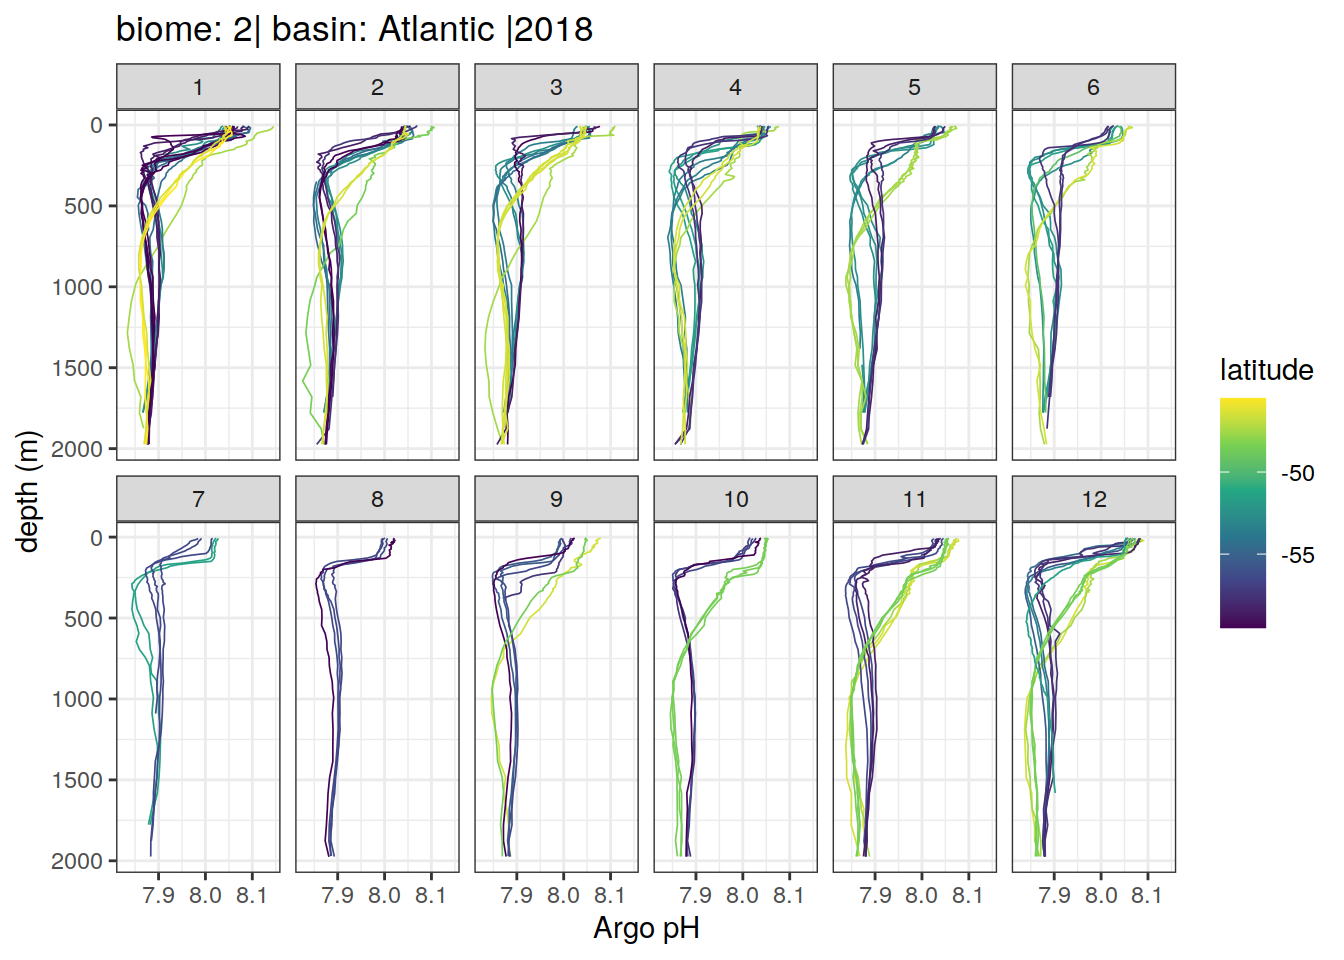 biome: 2| basin: Atlantic |2018
1 2 3 4 5 6
0
500
1000
1500
2000
7 8 9 10 11 12
0
500
1000
1500
2000
7.9 8.0 8.1 7.9 8.0 8.1 7.9 8.0 8.1 7.9 8.0 8.1 7.9 8.0 8.1 7.9 8.0 8.1
Argo pH
depth (m)
latitude
-50
-55